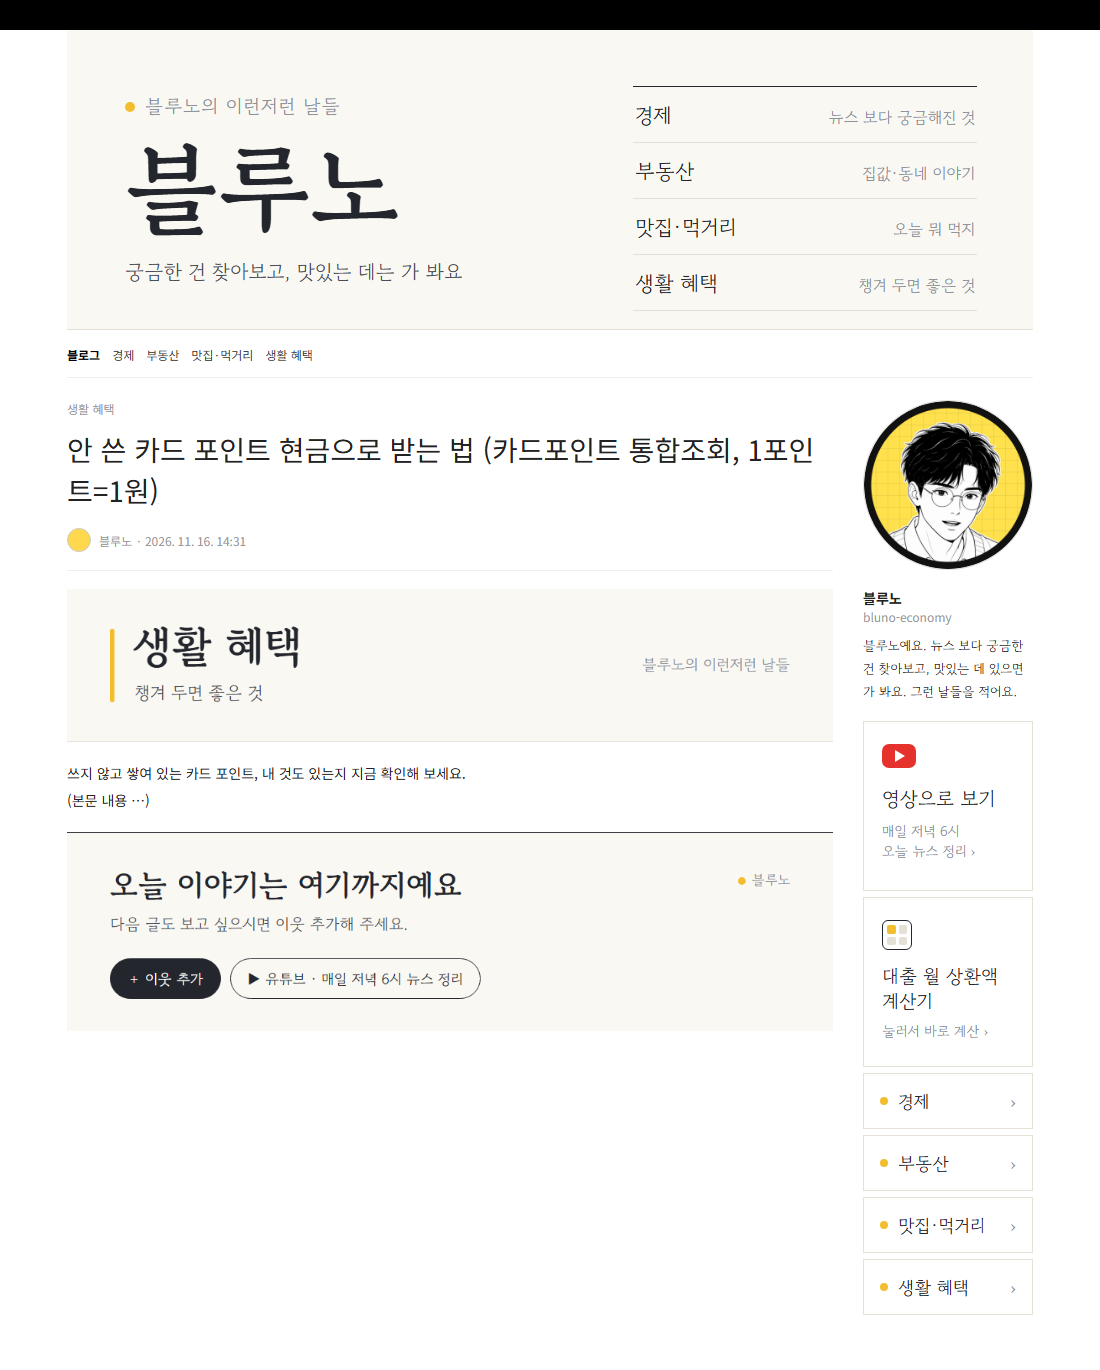 블루노의 이런저런 날들
블루노
궁금한 건 찾아보고, 맛있는 데는 가 봐요
경제 뉴스 보다 궁금해진 것
부동산 집값·동네 이야기
맛집·먹거리 오늘 뭐 먹지
생활 혜택 챙겨 두면 좋은 것
블로그 경제 부동산 맛집·먹거리 생활 혜택
생활 혜택
안 쓴 카드 포인트 현금으로 받는 법 (카드포인트 통합조회, 1포인
트=1원)
블루노 · 2026. 11. 16. 14:31
생활 혜택
챙겨 두면 좋은 것
블루노의 이런저런 날들
쓰지 않고 쌓여 있는 카드 포인트, 내 것도 있는지 지금 확인해 보세요.
(본문 내용 …)
오늘 이야기는 여기까지예요
블루노
다음 글도 보고 싶으시면 이웃 추가해 주세요.
+ 이웃 추가
▶ 유튜브 · 매일 저녁 6시 뉴스 정리
블루노
bluno-economy
블루노예요. 뉴스 보다 궁금한
건 찾아보고, 맛있는 데 있으면
가 봐요. 그런 날들을 적어요.
영상으로 보기
매일 저녁 6시
오늘 뉴스 정리 ›
대출 월 상환액
계산기
눌러서 바로 계산 ›
경제 ›
부동산 ›
맛집·먹거리 ›
생활 혜택 ›